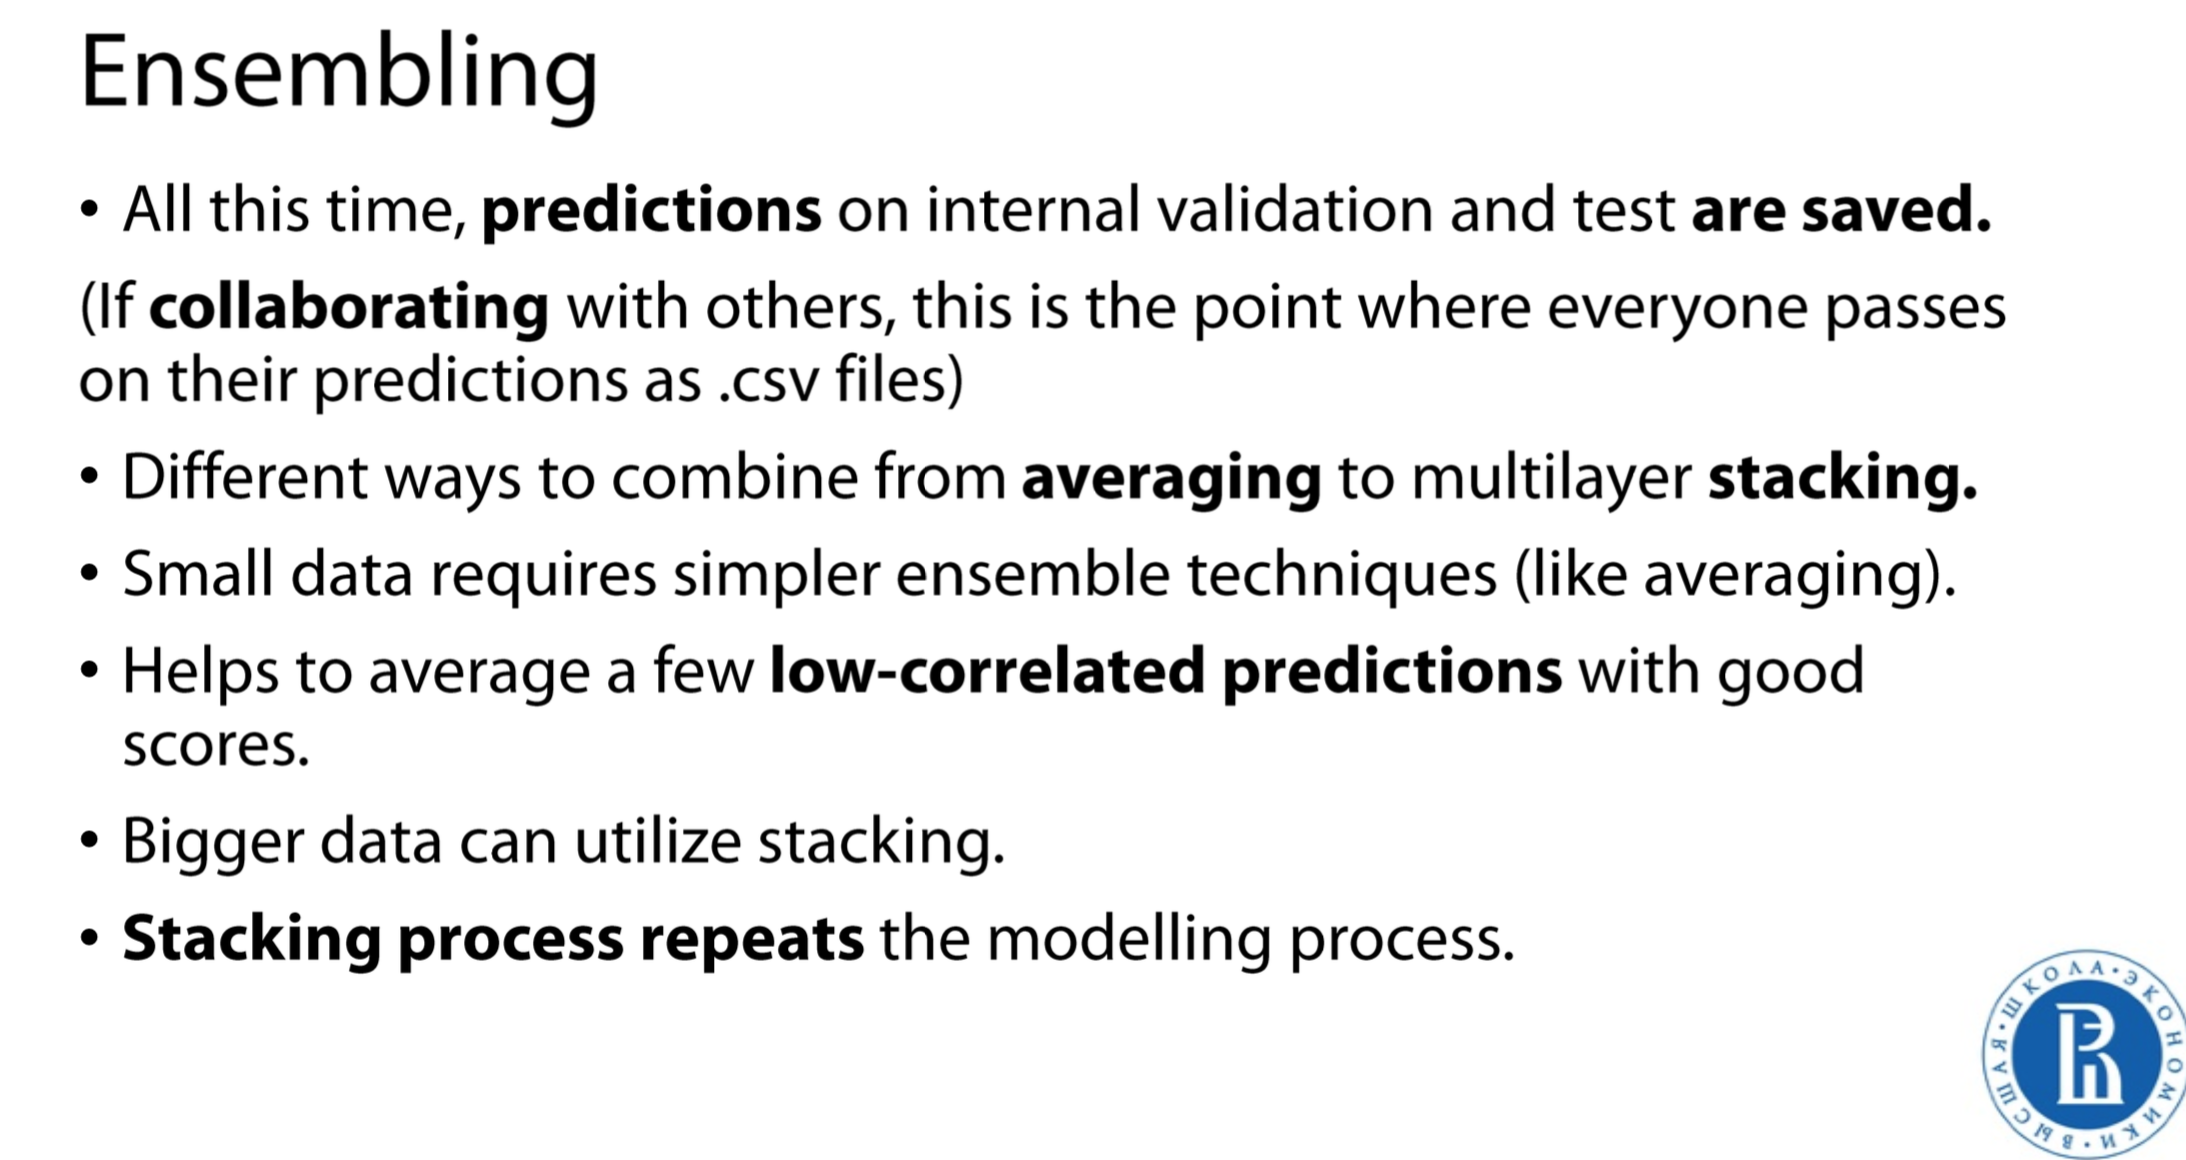 Ensembling
• All this time, predictions on internal validation and test are saved.
(If collaborating with others, this is the point where everyone passes
on their predictions as .csv files)
• Different ways to combine from averaging to multilayer stacking.
• Small data requires simpler ensemble techniques (like averaging).
• Helps to average a few low-correlated predictions with good
scores.
• Bigger data can utilize stacking.
• Stacking process repeats the modelling process.
ВЫСШАЯ • ШКОЛА • ЭКОНОМИКИ •